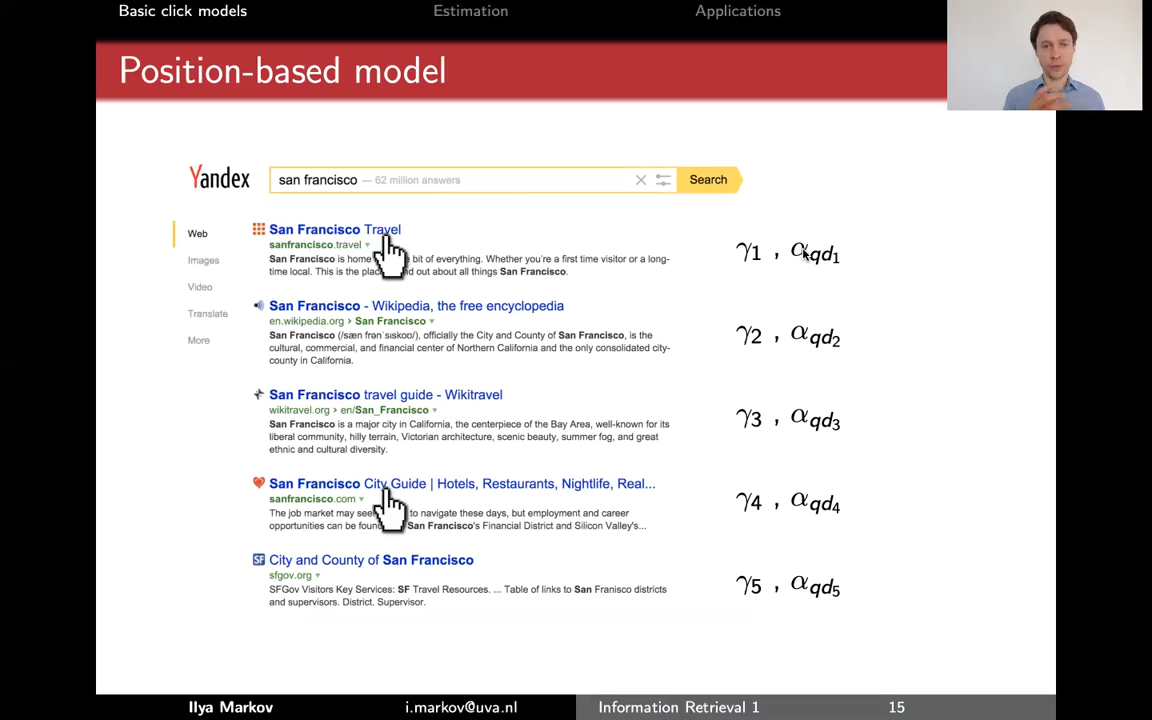 Basic click models Estimation Applications
Position-based model
Yandex
san francisco — 62 million answers
Search
Web
Images
Video
Translate
More
San Francisco Travel
sanfrancisco.travel
San Francisco is home bit of everything. Whether you're a first time visitor or a long-
time local. This is the plac nd out about all things San Francisco.
γ1 , αqd1
San Francisco - Wikipedia, the free encyclopedia
en.wikipedia.org › San Francisco
San Francisco (/sæn frənˈsɪskoʊ/), officially the City and County of San Francisco, is the
cultural, commercial, and financial center of Northern California and the only consolidated city-
county in California.
γ2 , αqd2
San Francisco travel guide - Wikitravel
wikitravel.org › en/San_Francisco
San Francisco is a major city in California, the centerpiece of the Bay Area, well-known for its
liberal community, hilly terrain, Victorian architecture, scenic beauty, summer fog, and great
ethnic and cultural diversity.
γ3 , αqd3
San Francisco City Guide | Hotels, Restaurants, Nightlife, Real...
sanfrancisco.com
The job market may see to navigate these days, but employment and career
opportunities can be foun San Francisco's Financial District and Silicon Valley's...
γ4 , αqd4
SF
City and County of San Francisco
sfgov.org
SFGov Visitors Key Services: SF Travel Resources. ... Table of links to San Franisco districts
and supervisors. District. Supervisor.
γ5 , αqd5
Ilya Markov i.markov@uva.nl Information Retrieval 1 15